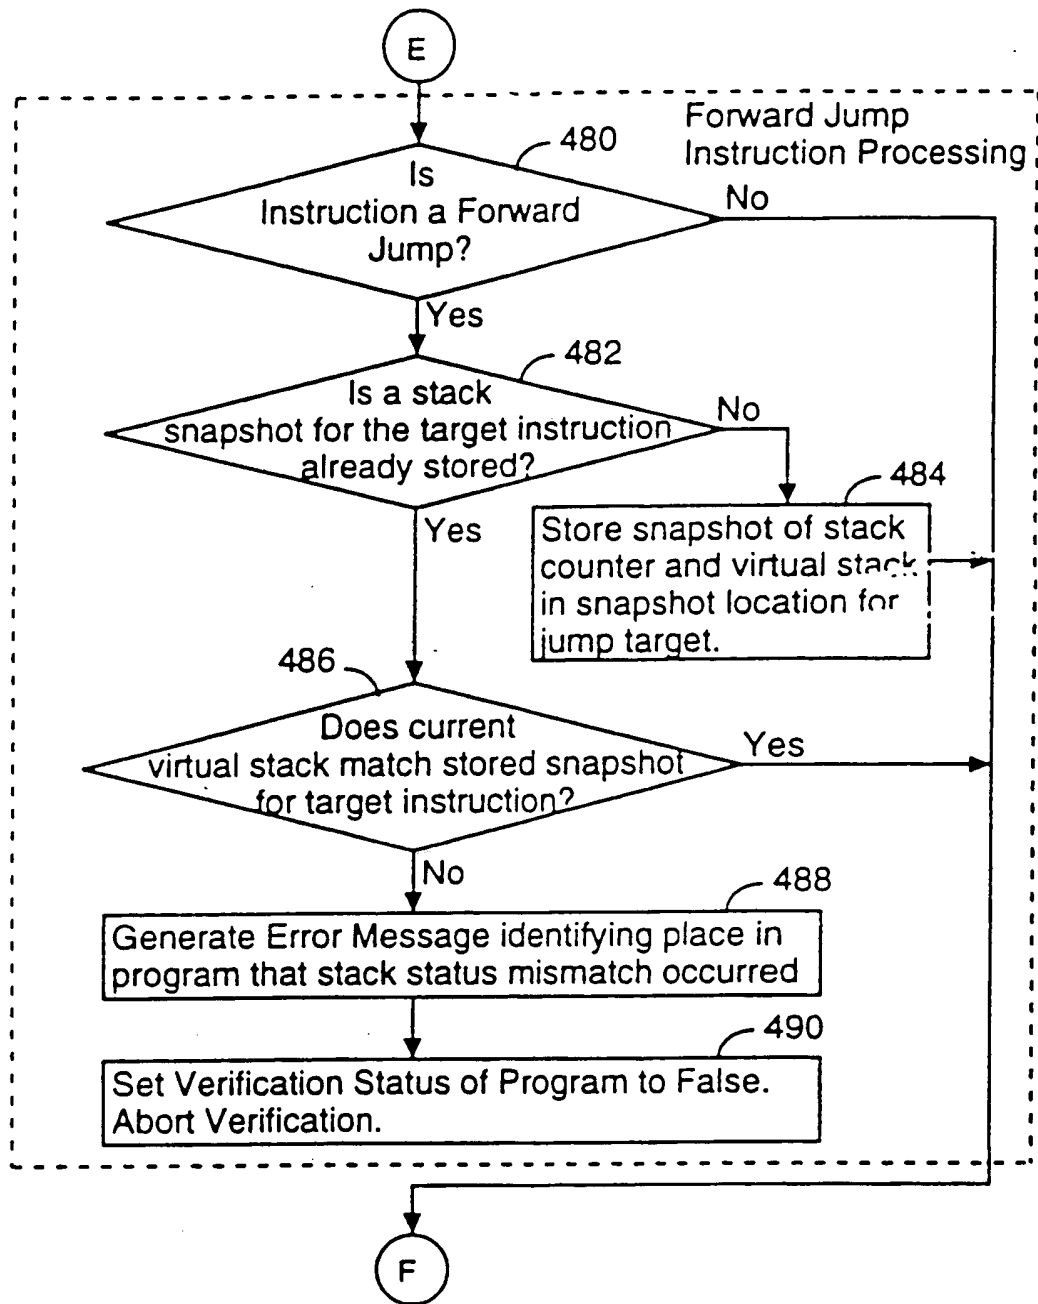 E
Forward Jump
Instruction Processing
480
Is
Instruction a Forward
Jump?
No
Yes
482
Is a stack
snapshot for the target instruction
already stored?
No
Yes
484
Store snapshot of stack
counter and virtual stack
in snapshot location for
jump target.
486
Does current
virtual stack match stored snapshot
for target instruction?
Yes
No
488
Generate Error Message identifying place in
program that stack status mismatch occurred
490
Set Verification Status of Program to False.
Abort Verification.
F